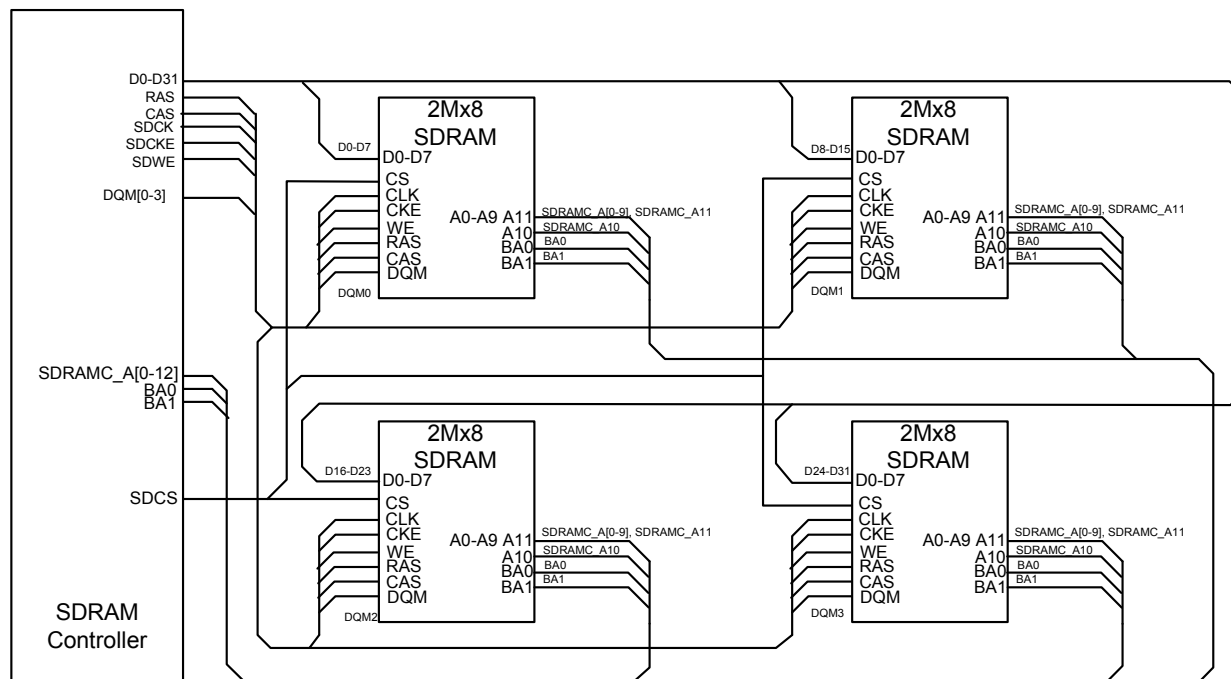 D0-D31
RAS
CAS
SDCK
SDCKE
SDWE
DQM[0-3]
SDRAMC_A[0-12]
BA0
BA1
SDCS
SDRAM
Controller
2Mx8
SDRAM
D0-D7
D0-D7
CS
CLK
CKE
WE
RAS
CAS
DQM
DQM0
A0-A9 A11
A10
BA0
BA1
SDRAMC_A[0-9], SDRAMC_A11
SDRAMC_A10
BA0
BA1
2Mx8
SDRAM
D8-D15
D0-D7
CS
CLK
CKE
WE
RAS
CAS
DQM
DQM1
A0-A9 A11
A10
BA0
BA1
SDRAMC_A[0-9], SDRAMC_A11
SDRAMC_A10
BA0
BA1
2Mx8
SDRAM
D16-D23
D0-D7
CS
CLK
CKE
WE
RAS
CAS
DQM
DQM2
A0-A9 A11
A10
BA0
BA1
SDRAMC_A[0-9], SDRAMC_A11
SDRAMC_A10
BA0
BA1
2Mx8
SDRAM
D24-D31
D0-D7
CS
CLK
CKE
WE
RAS
CAS
DQM
DQM3
A0-A9 A11
A10
BA0
BA1
SDRAMC_A[0-9], SDRAMC_A11
SDRAMC_A10
BA0
BA1